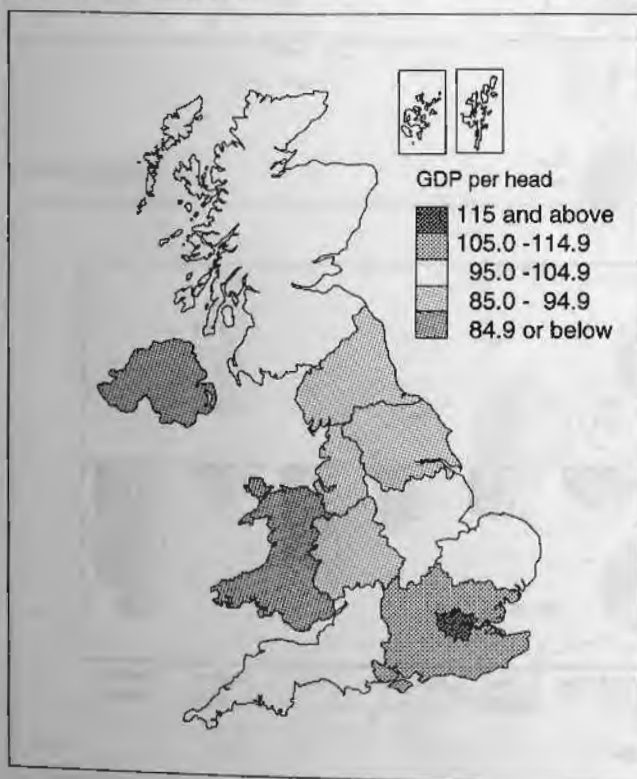 GDP per head
115 and above
105.0 -114.9
95.0 -104.9
85.0 - 94.9
84.9 or below